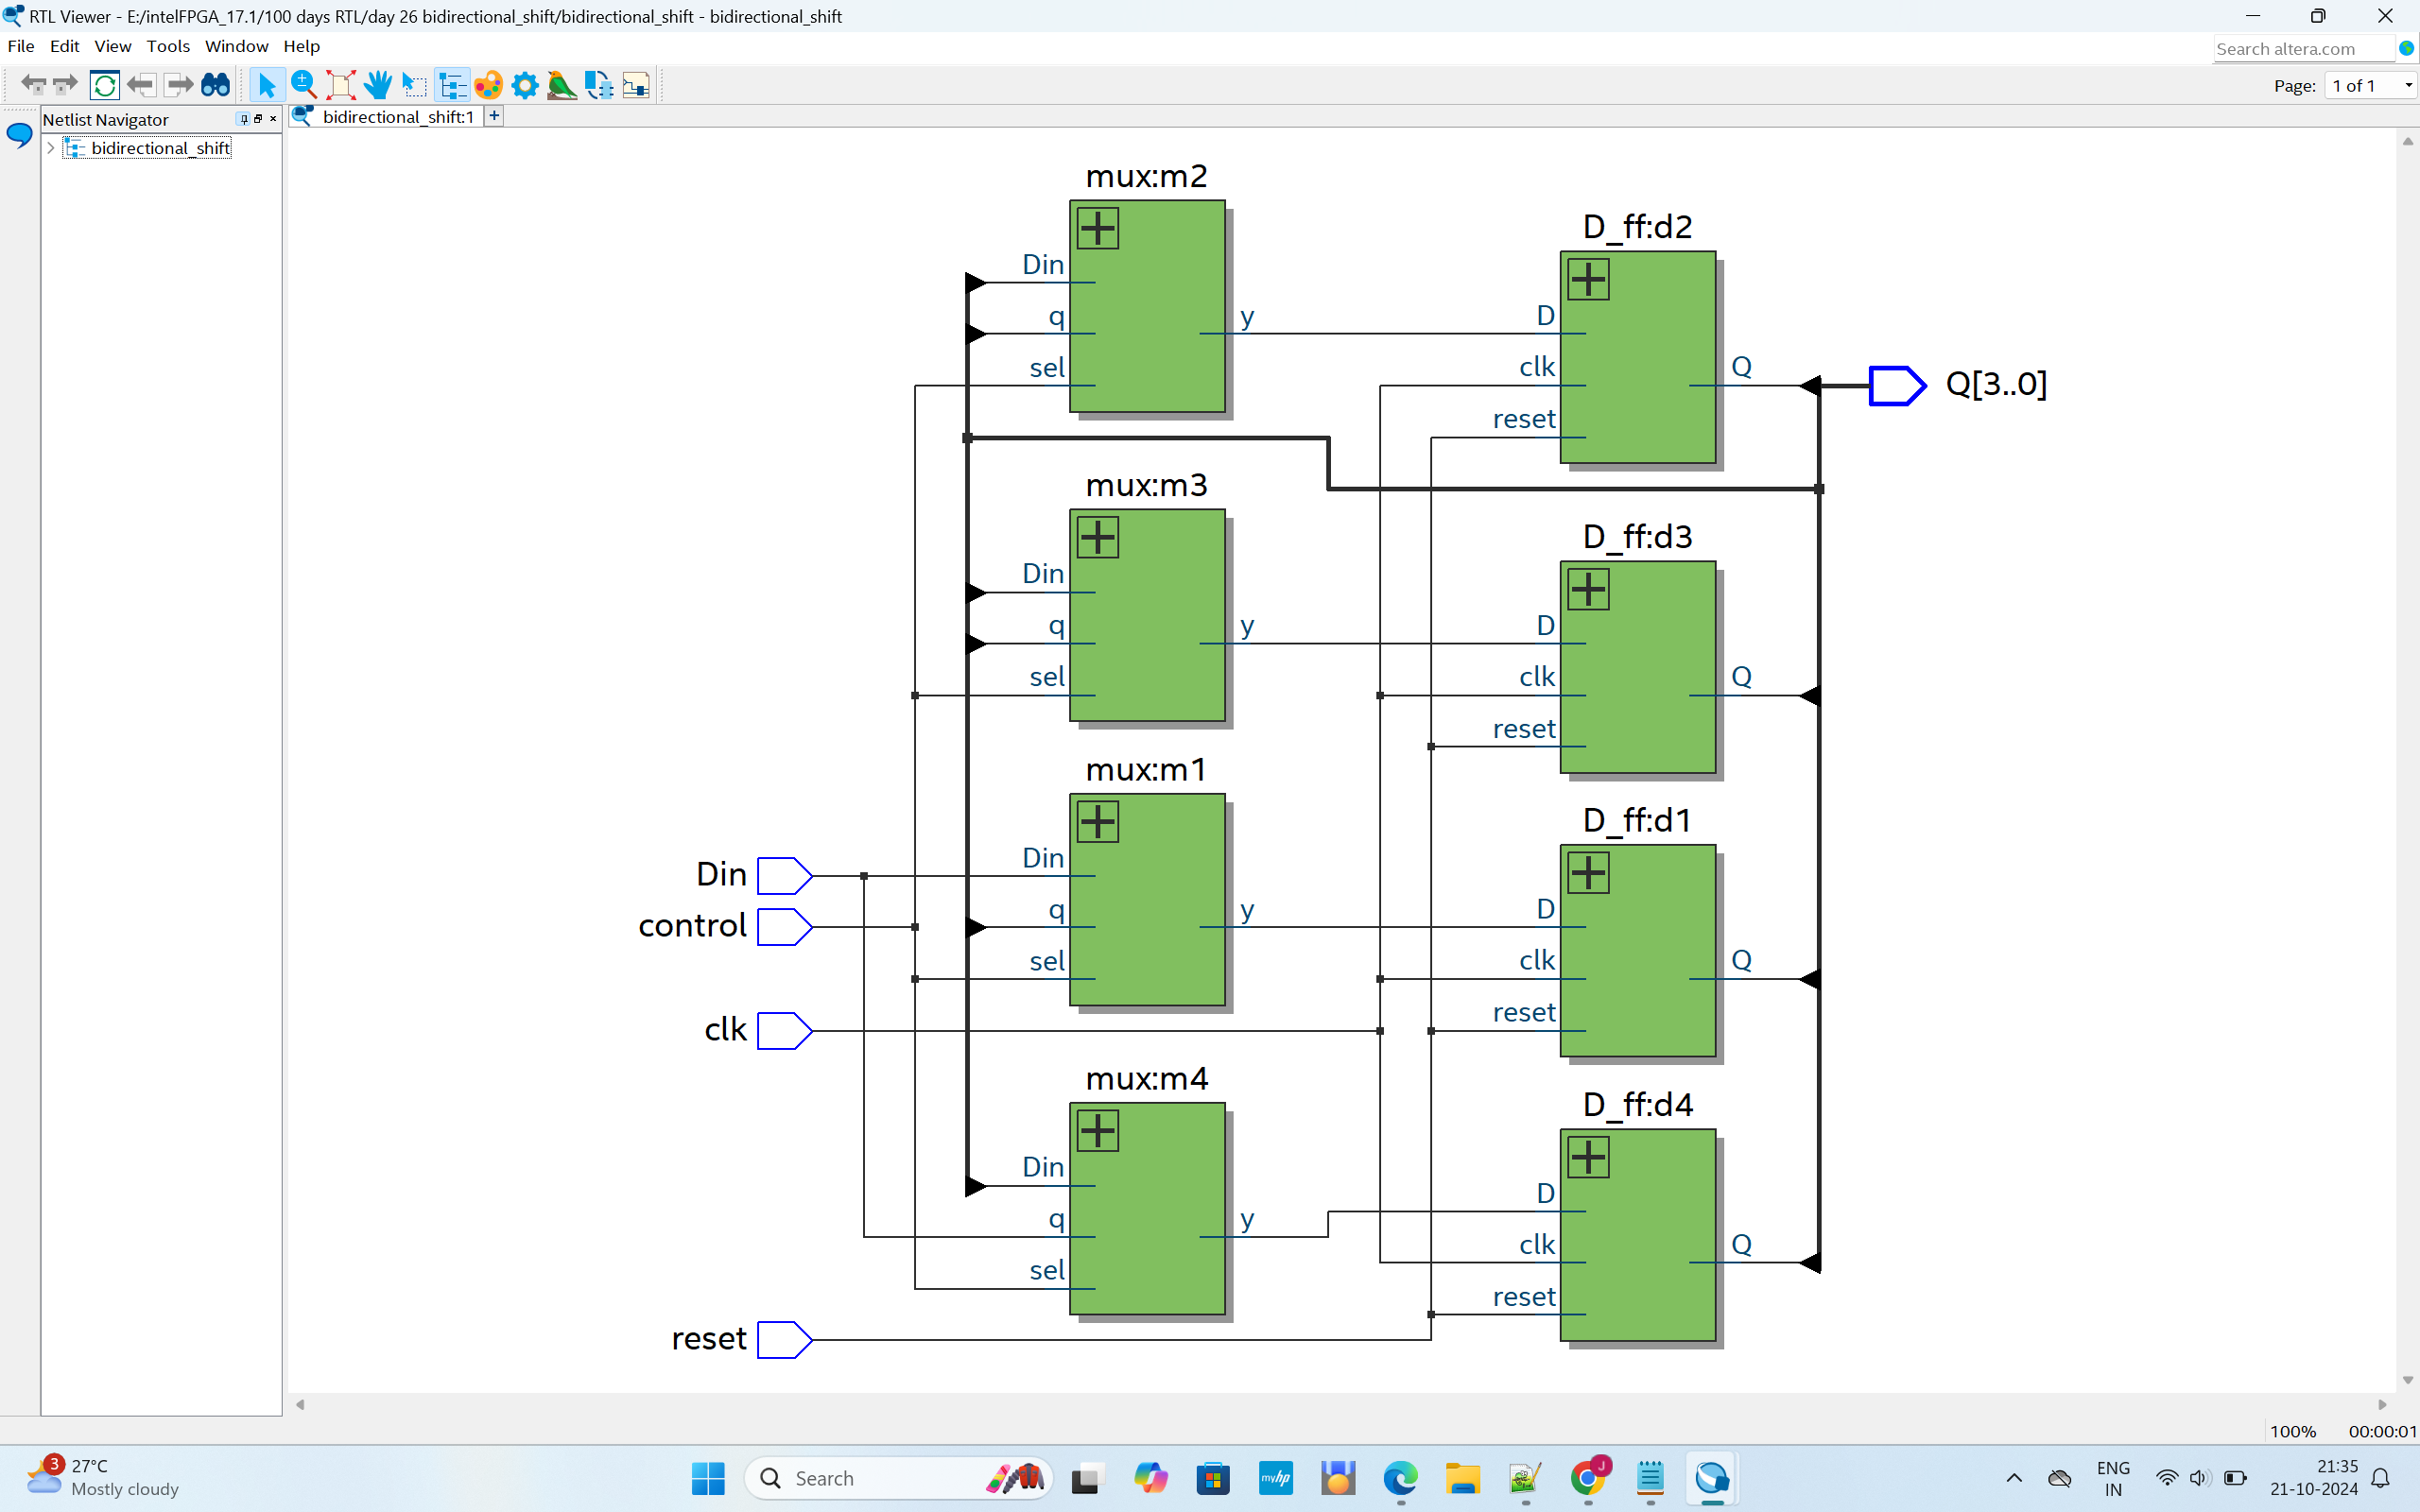 RTL Viewer - E:/intelFPGA_17.1/100 days RTL/day 26 bidirectional_shift/bidirectional_shift - bidirectional_shift
File Edit View Tools Window Help
Search altera.com
Page: 1 of 1
Netlist Navigator
bidirectional_shift:1
bidirectional_shift
mux:m2
D_ff:d2
Din
q
y
sel
D
clk
Q
reset
Q[3..0]
mux:m3
D_ff:d3
Din
q
y
sel
D
clk
Q
reset
mux:m1
D_ff:d1
Din
Din
control
q
y
sel
D
clk
Q
reset
clk
mux:m4
D_ff:d4
Din
q
y
sel
D
clk
Q
reset
reset
100% 00:00:01
3
27°C
Mostly cloudy
Search
myhp
J
ENG
IN
21:35
21-10-2024